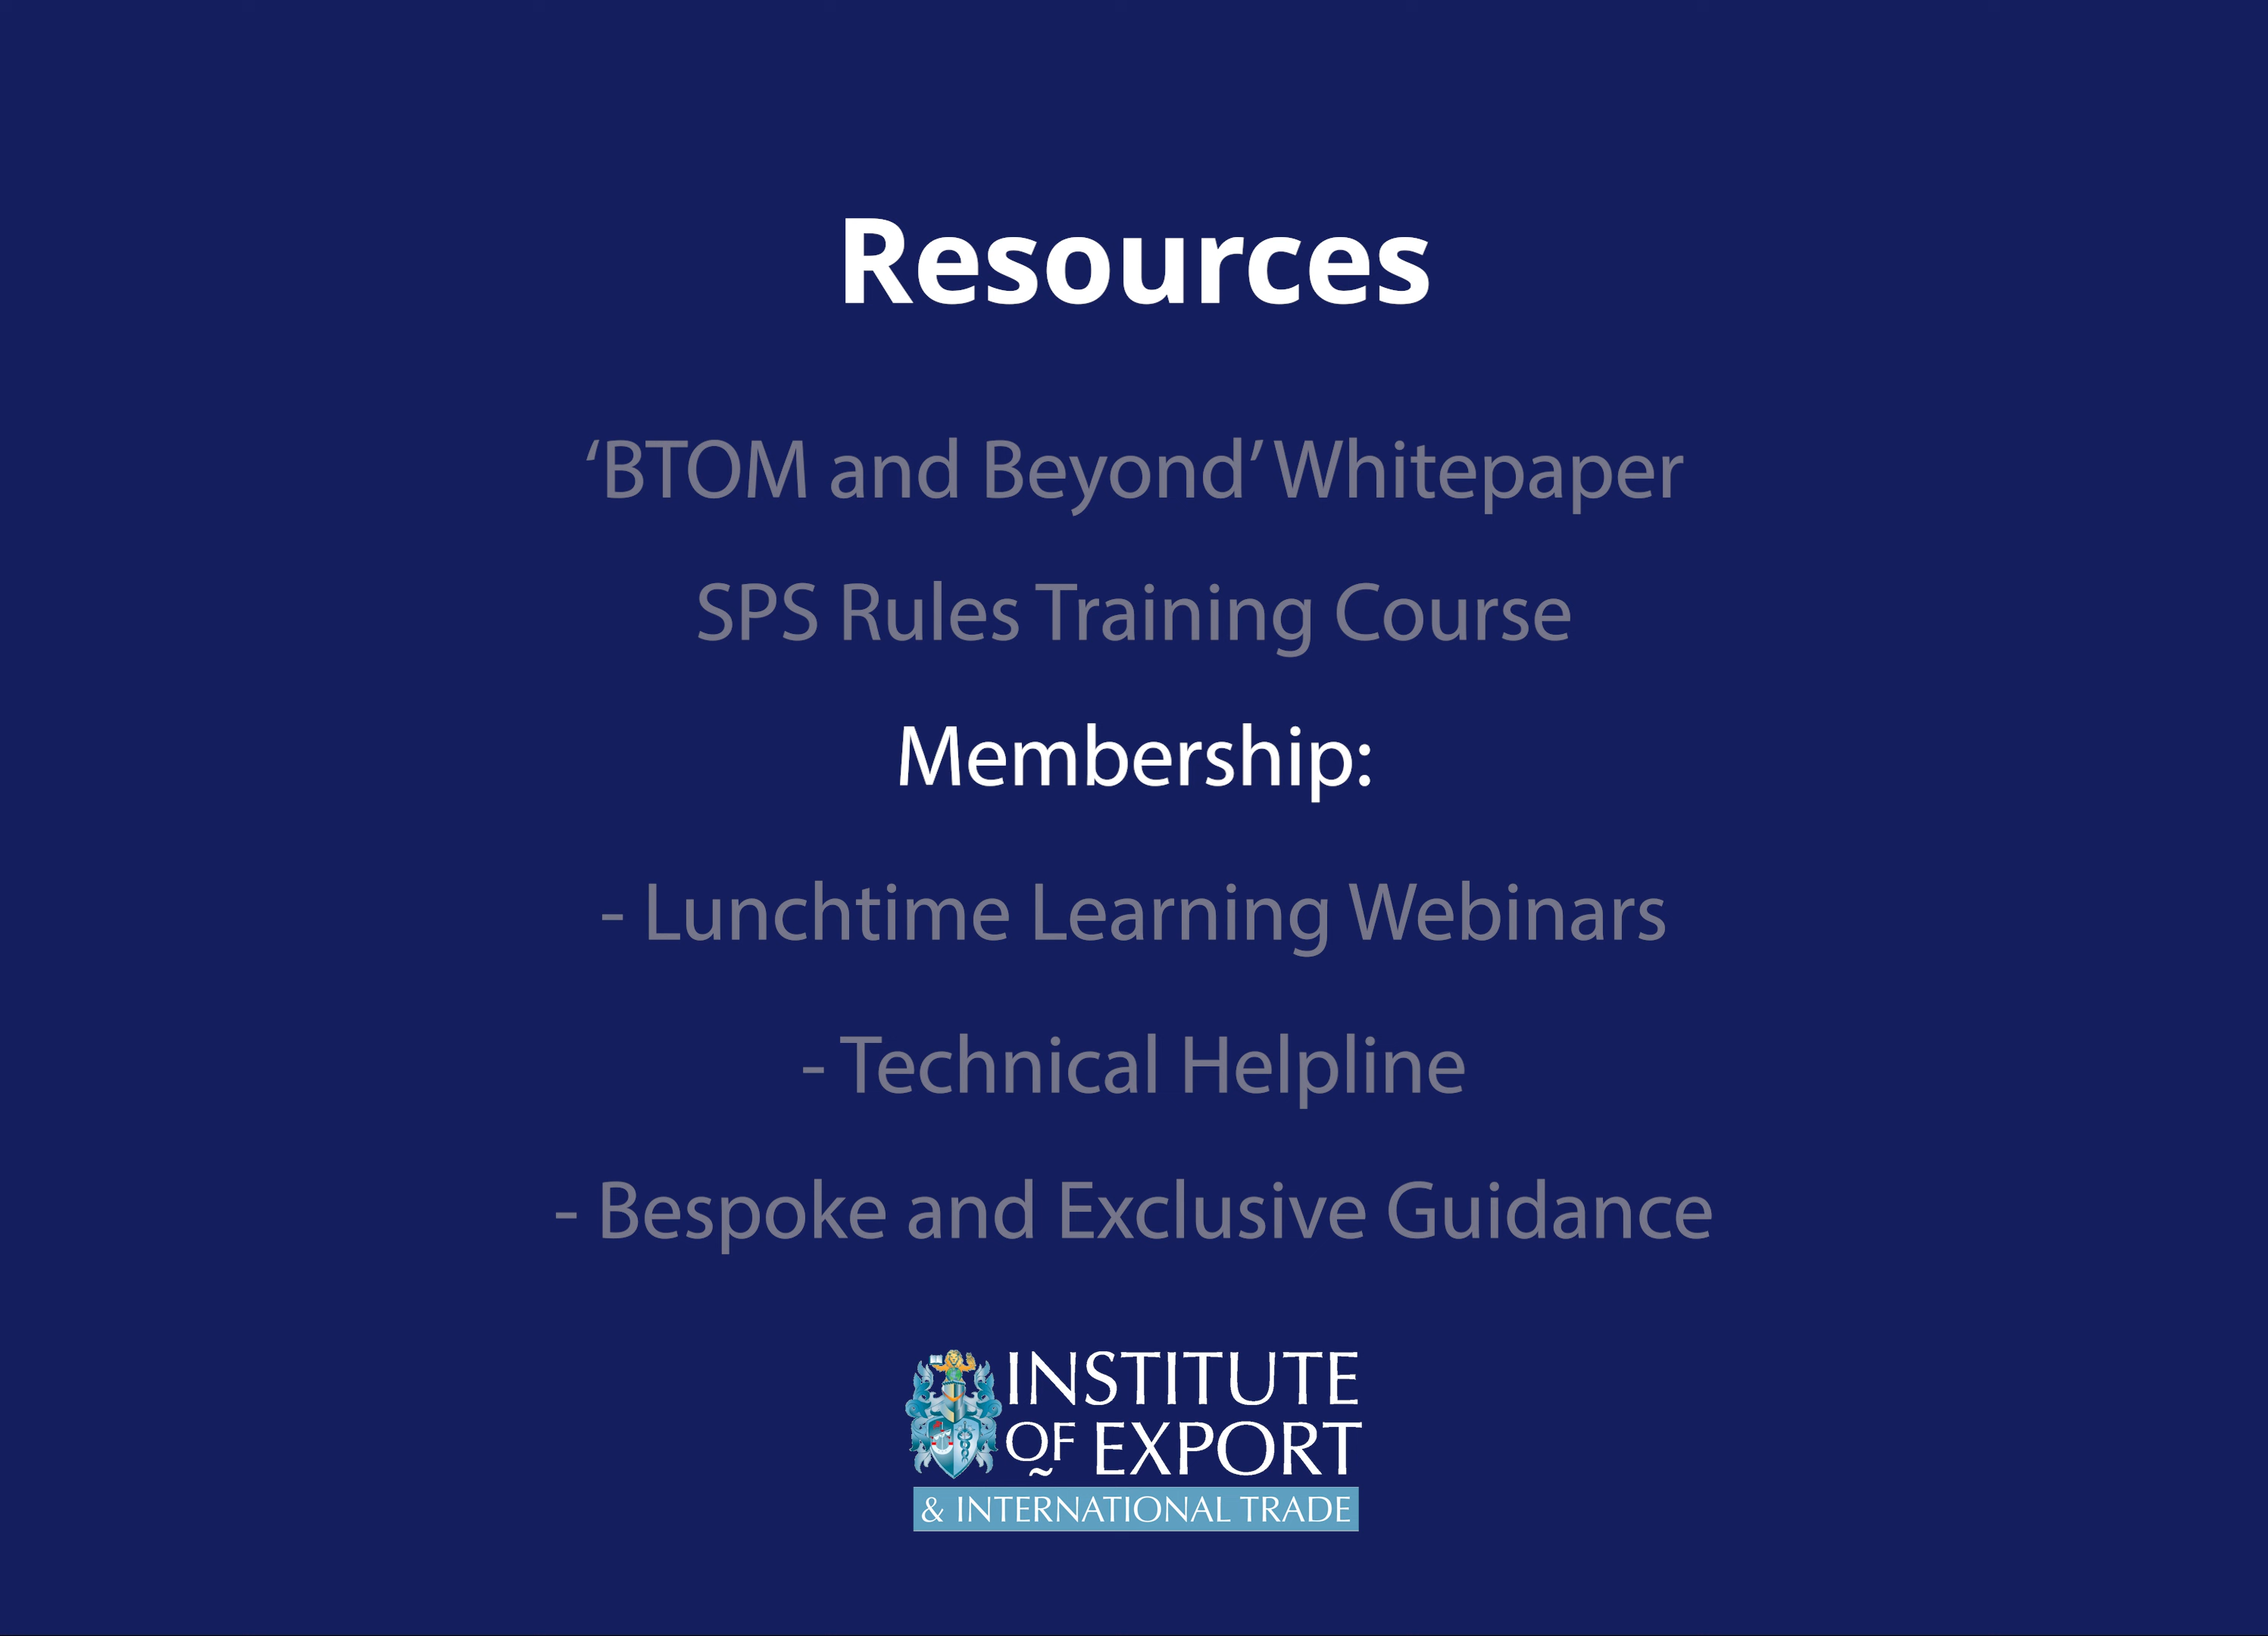 Resources
‘BTOM and Beyond’ Whitepaper
SPS Rules Training Course
Membership:
- Lunchtime Learning Webinars
- Technical Helpline
- Bespoke and Exclusive Guidance
INSTITUTE
OF EXPORT
& INTERNATIONAL TRADE